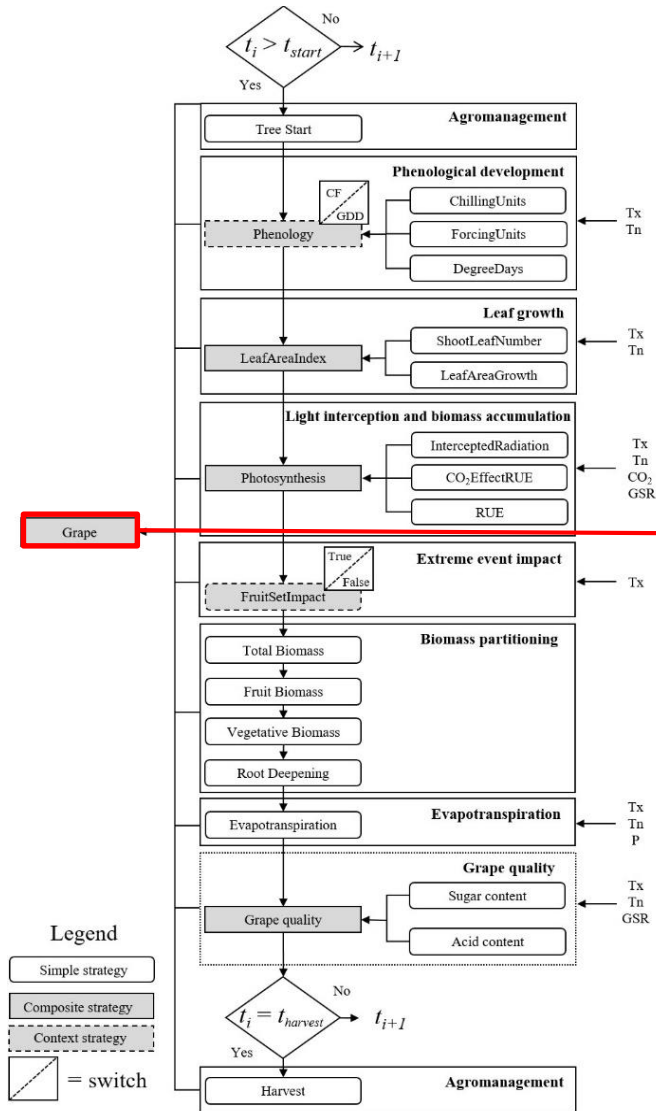 No
tᵢ > t_start
tᵢ₊₁
Yes
Agromanagement
Tree Start
Phenological development
CF
GDD
ChillingUnits
Phenology
ForcingUnits
DegreeDays
Tx
Tn
Leaf growth
ShootLeafNumber
LeafAreaIndex
LeafAreaGrowth
Tx
Tn
Light interception and biomass accumulation
InterceptedRadiation
Photosynthesis
CO₂EffectRUE
RUE
Tx
Tn
CO₂
GSR
Grape
Extreme event impact
True
False
FruitSetImpact
Tx
Biomass partitioning
Total Biomass
Fruit Biomass
Vegetative Biomass
Root Deepening
Evapotranspiration
Evapotranspiration
Tx
Tn
P
Grape quality
Sugar content
Grape quality
Acid content
Tx
Tn
GSR
Legend
Simple strategy
Composite strategy
Context strategy
= switch
No
tᵢ = t_harvest
tᵢ₊₁
Yes
Agromanagement
Harvest